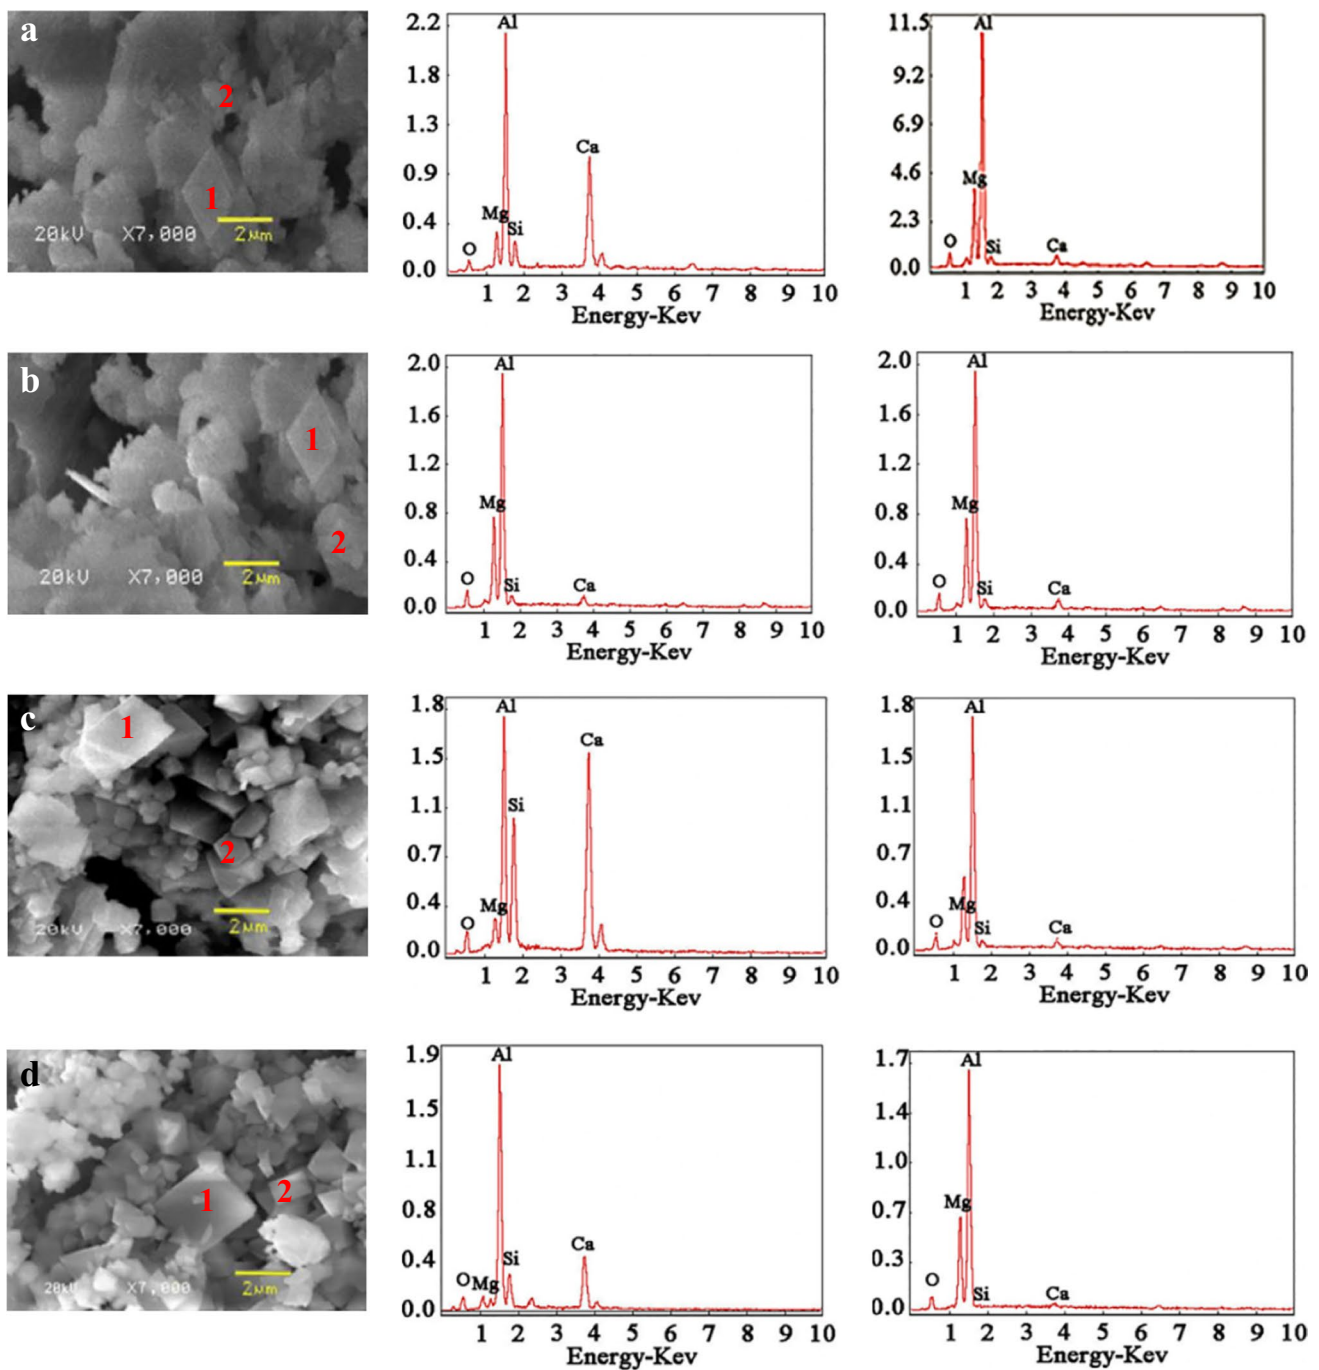 a
2
1
20kV X7,000 2μm
2.2
1.8
1.3
0.9
0.4
0.0
Al
Ca
Mg
Si
O
1 2 3 4 5 6 7 8 9 10
Energy-Kev
11.5
9.2
6.9
4.6
2.3
0.0
Al
Mg
O
Si
Ca
1 2 3 4 5 6 7 8 9 10
Energy-Kev
b
1
2
20kV X7,000 2μm
2.0
1.6
1.2
0.8
0.4
0.0
Al
Mg
O
Si
Ca
1 2 3 4 5 6 7 8 9 10
Energy-Kev
2.0
1.6
1.2
0.8
0.4
0.0
Al
Mg
O
Si
Ca
1 2 3 4 5 6 7 8 9 10
Energy-Kev
c
1
2
20kV X7,000 2μm
1.8
1.5
1.1
0.7
0.4
0.0
Al
Ca
Si
Mg
O
1 2 3 4 5 6 7 8 9 10
Energy-Kev
1.8
1.5
1.1
0.7
0.4
0.0
Al
Mg
O
Si
Ca
1 2 3 4 5 6 7 8 9 10
Energy-Kev
d
1
2
20kV X7,000 2μm
1.9
1.5
1.1
0.8
0.4
0.0
Al
Ca
Si
O
Mg
1 2 3 4 5 6 7 8 9 10
Energy-Kev
1.7
1.4
1.0
0.7
0.3
0.0
Al
Mg
O
Si
Ca
1 2 3 4 5 6 7 8 9 10
Energy-Kev